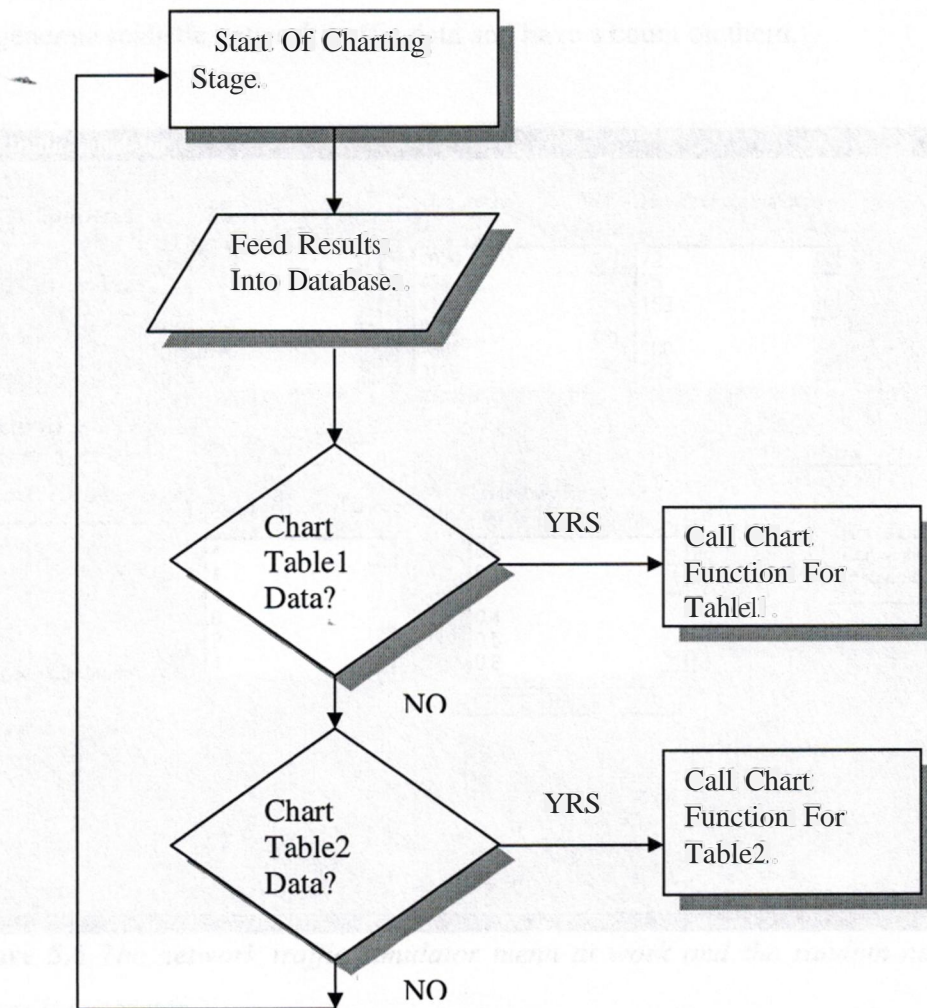 Start Of Charting
Stage.
Feed Results
Into Database.
Chart
Table1
Data?
YRS
Call Chart
Function For
Tahlel.
NO
Chart
Table2
Data?
YRS
Call Chart
Function For
Table2.
NO